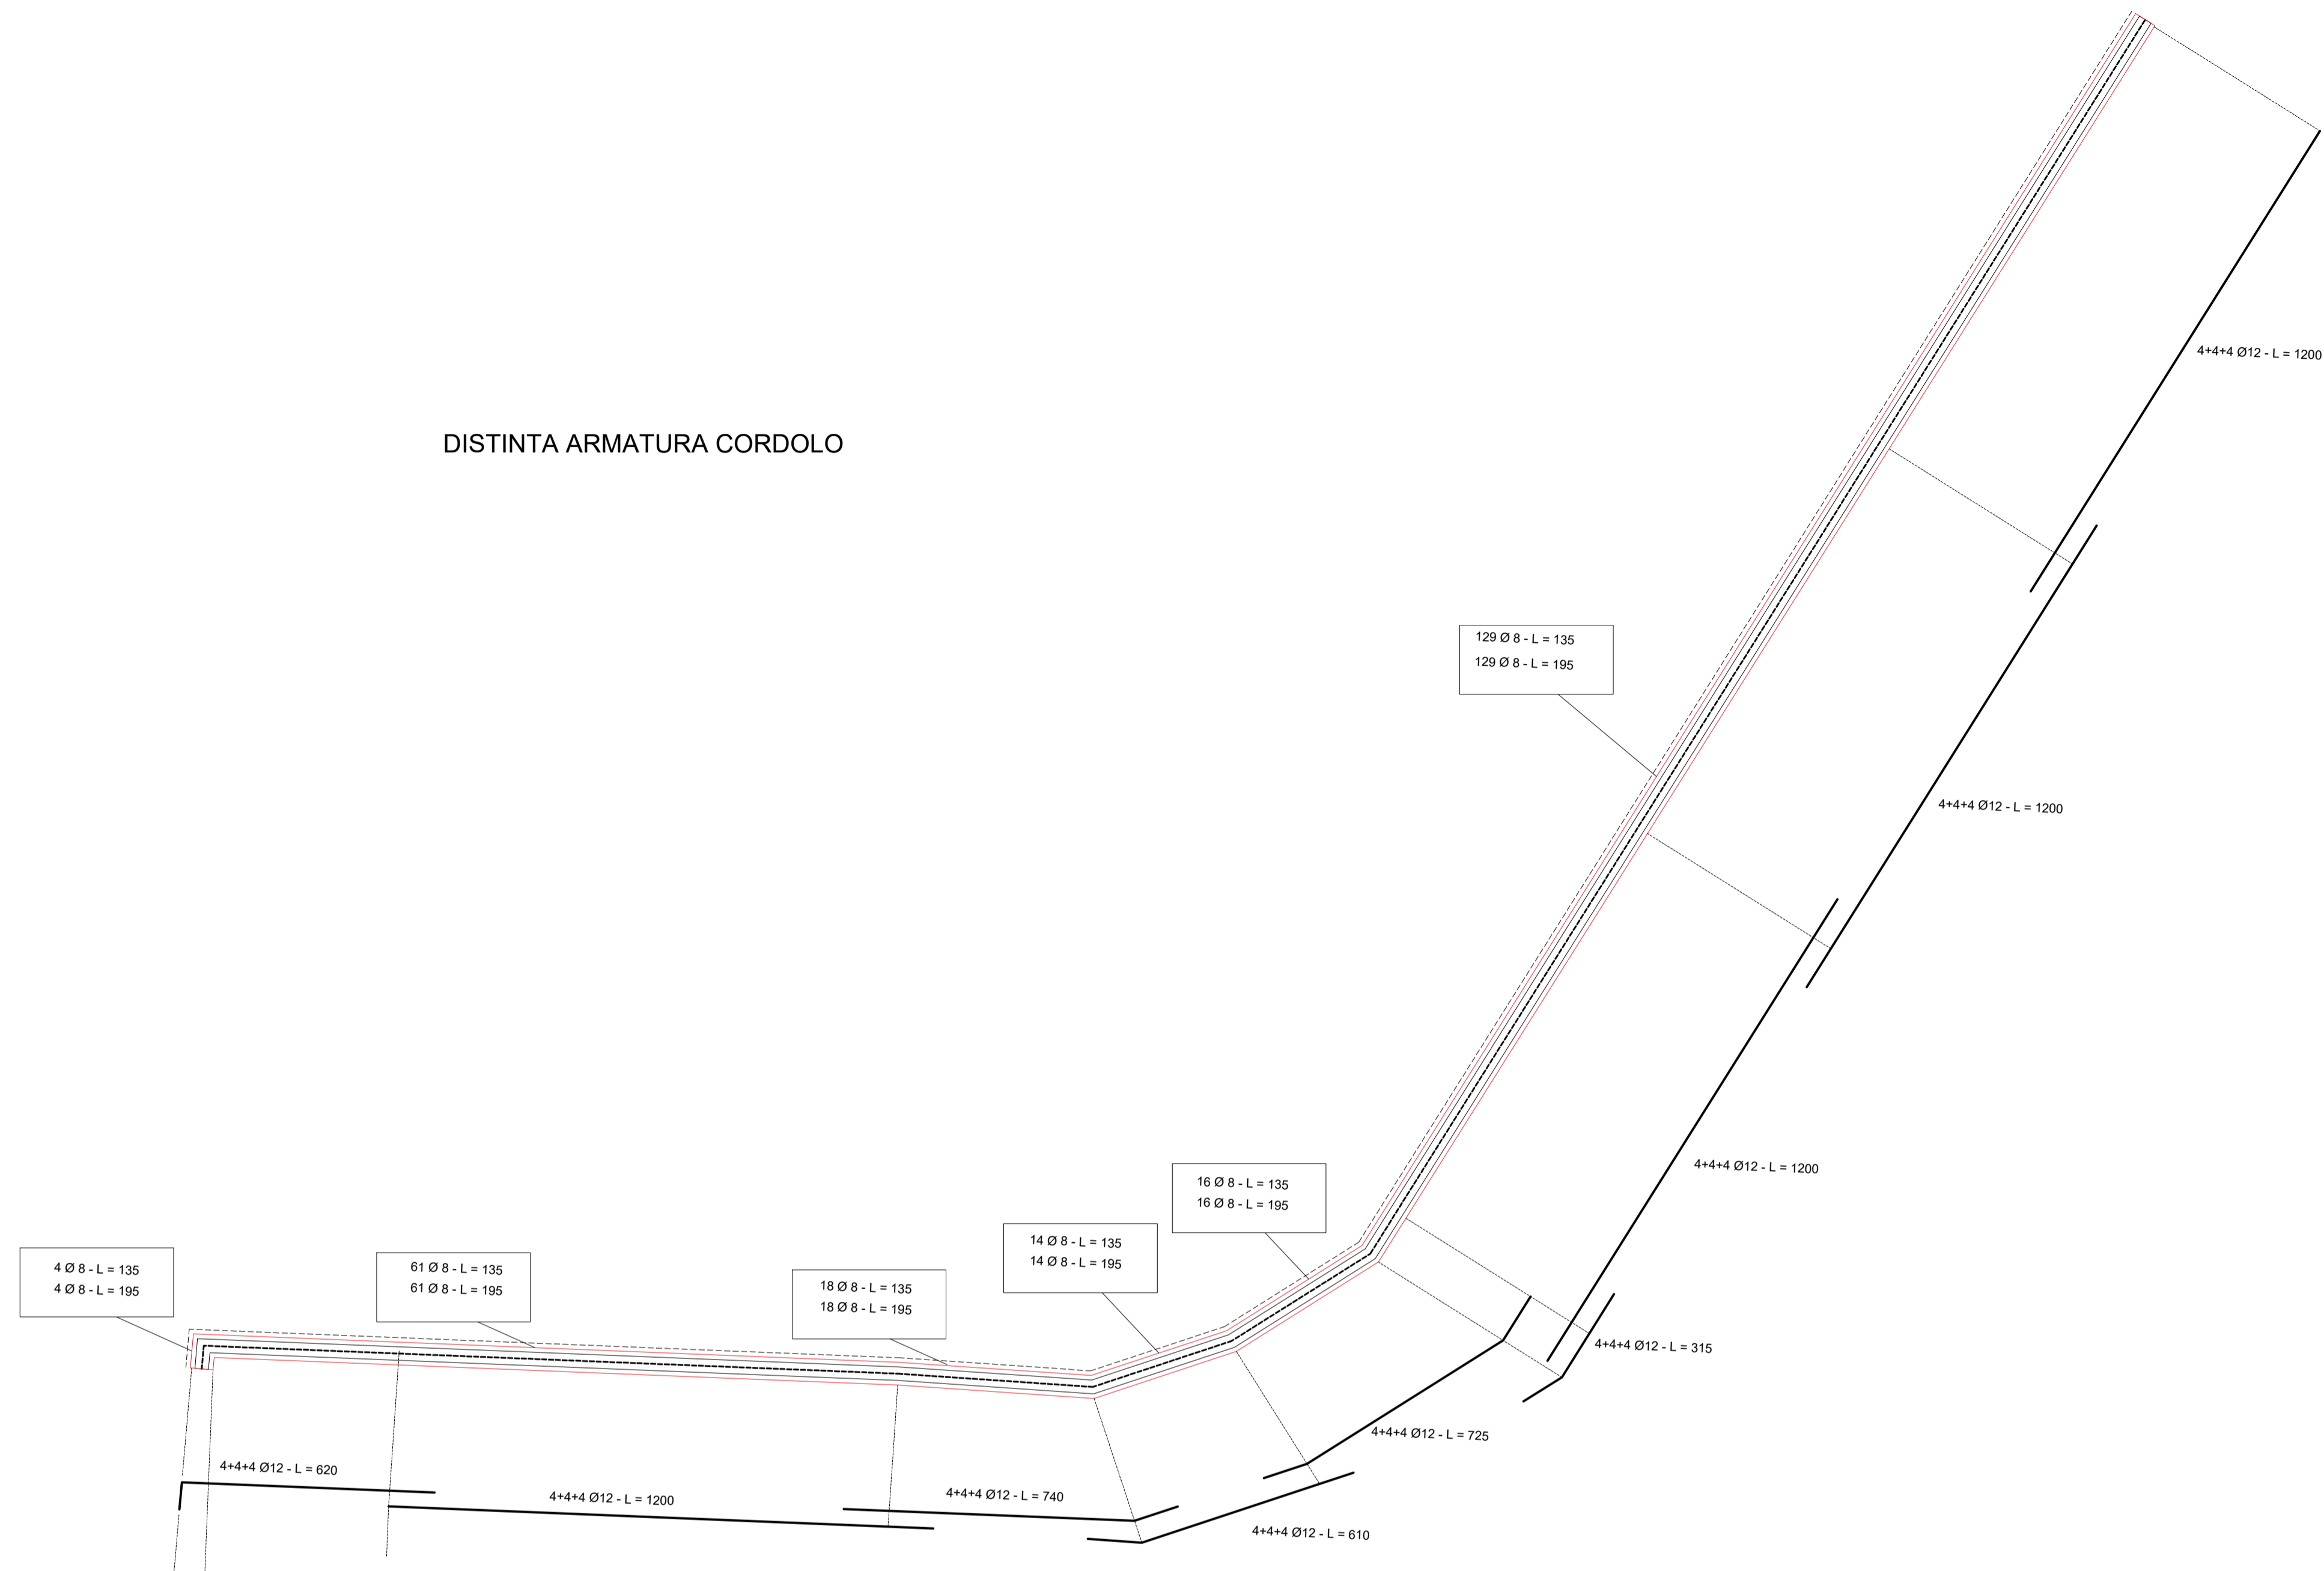 4+4+4 Ø12 - L = 1200
DISTINTA ARMATURA CORDOLO
129 Ø 8 - L = 135
129 Ø 8 - L = 195
4+4+4 Ø12 - L = 1200
4+4+4 Ø12 - L = 1200
16 Ø 8 - L = 135
16 Ø 8 - L = 195
14 Ø 8 - L = 135
14 Ø 8 - L = 195
4 Ø 8 - L = 135
4 Ø 8 - L = 195
61 Ø 8 - L = 135
61 Ø 8 - L = 195
18 Ø 8 - L = 135
18 Ø 8 - L = 195
4+4+4 Ø12 - L = 315
4+4+4 Ø12 - L = 725
4+4+4 Ø12 - L = 620
4+4+4 Ø12 - L = 1200
4+4+4 Ø12 - L = 740
4+4+4 Ø12 - L = 610